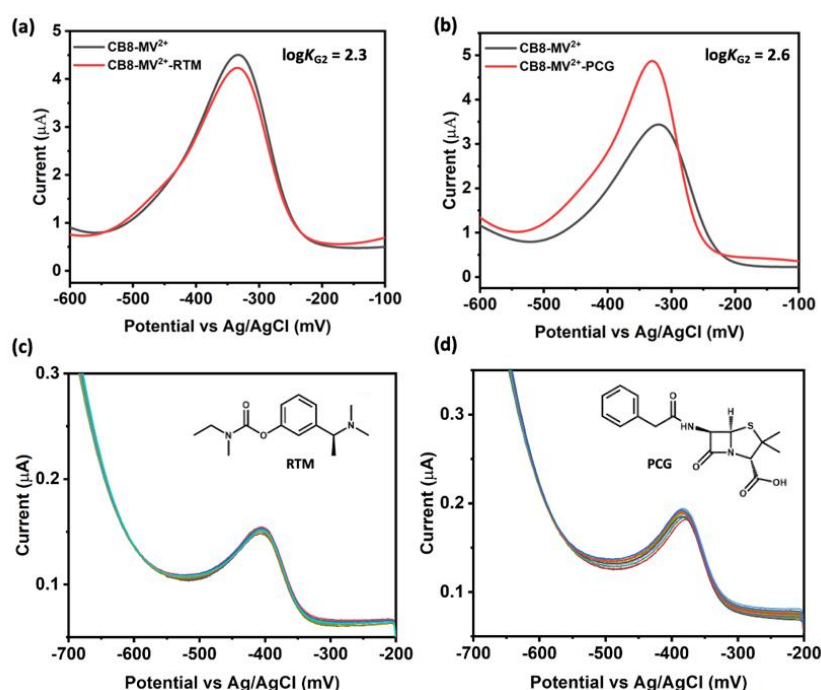 (a)
CB8-MV²⁺
CB8-MV²⁺-RTM
logK_G2 = 2.3
Current (μA)
5
4
3
2
1
0
-600 -500 -400 -300 -200 -100
Potential vs Ag/AgCl (mV)
(b)
CB8-MV²⁺
CB8-MV²⁺-PCG
logK_G2 = 2.6
Current (μA)
5
4
3
2
1
0
-600 -500 -400 -300 -200 -100
Potential vs Ag/AgCl (mV)
(c)
Current (μA)
0.3
0.2
0.1
O
N
O
N
RTM
-700 -600 -500 -400 -300 -200
Potential vs Ag/AgCl (mV)
(d)
Current (μA)
0.3
0.2
0.1
O
HN
H
S
N
O
O
OH
PCG
-700 -600 -500 -400 -300 -200
Potential vs Ag/AgCl (mV)